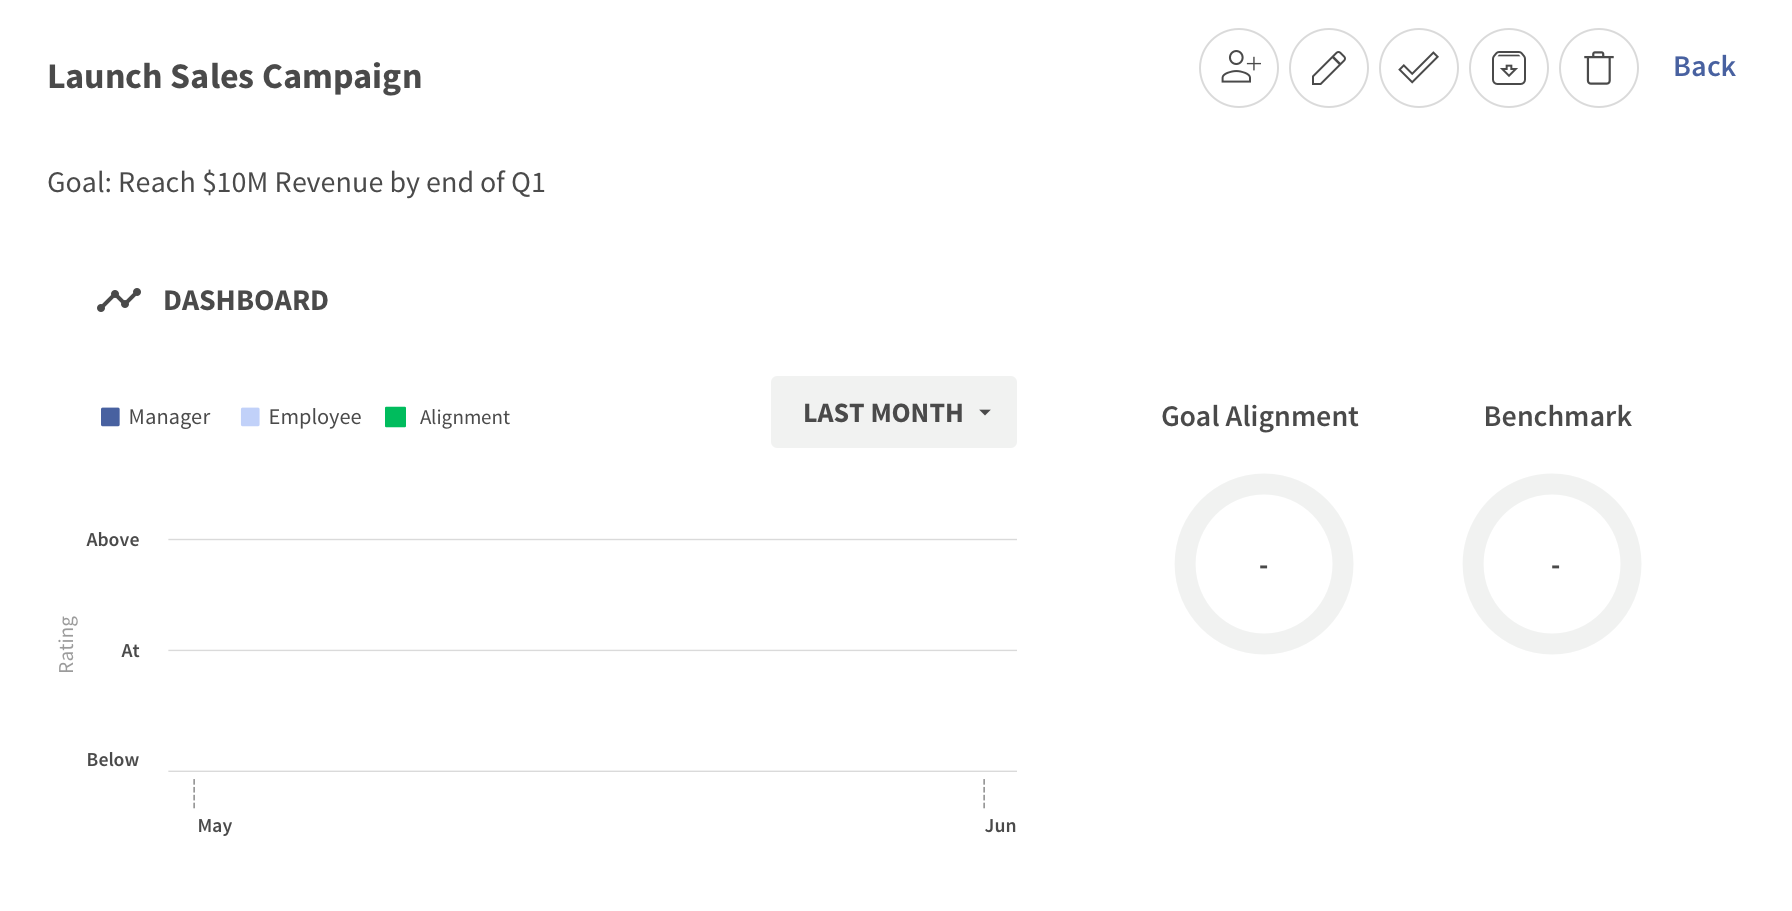 Launch Sales Campaign
Back
Goal: Reach $10M Revenue by end of Q1
DASHBOARD
Manager
Employee
Alignment
LAST MONTH
Goal Alignment
Benchmark
Above
At
Below
Rating
-
-
May
Jun